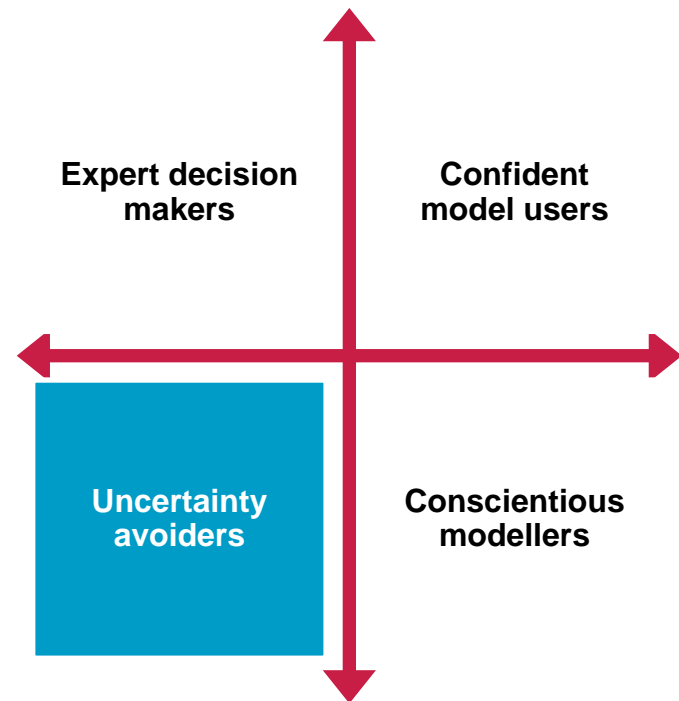 Expert decision
makers
Confident
model users
Uncertainty
avoiders
Conscientious
modellers